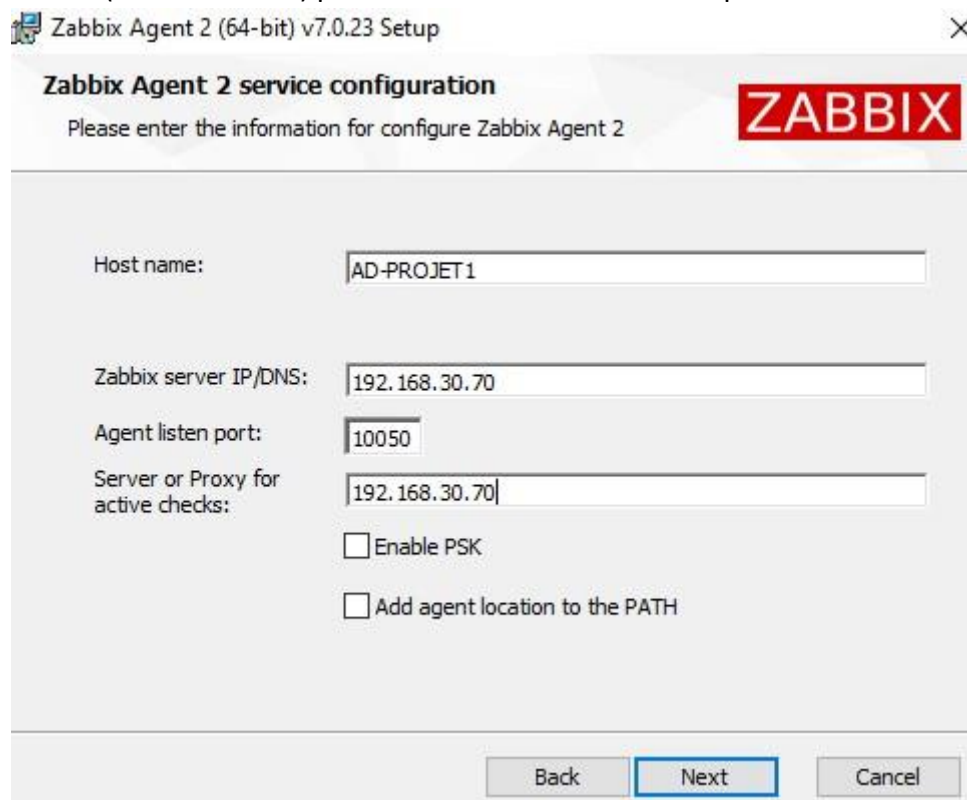 Zabbix Agent 2 (64-bit) v7.0.23 Setup
Zabbix Agent 2 service configuration
Please enter the information for configure Zabbix Agent 2
ZABBIX
Host name:
AD-PROJET1
Zabbix server IP/DNS:
192.168.30.70
Agent listen port:
10050
Server or Proxy for
active checks:
192.168.30.70
Enable PSK
Add agent location to the PATH
Back
Next
Cancel